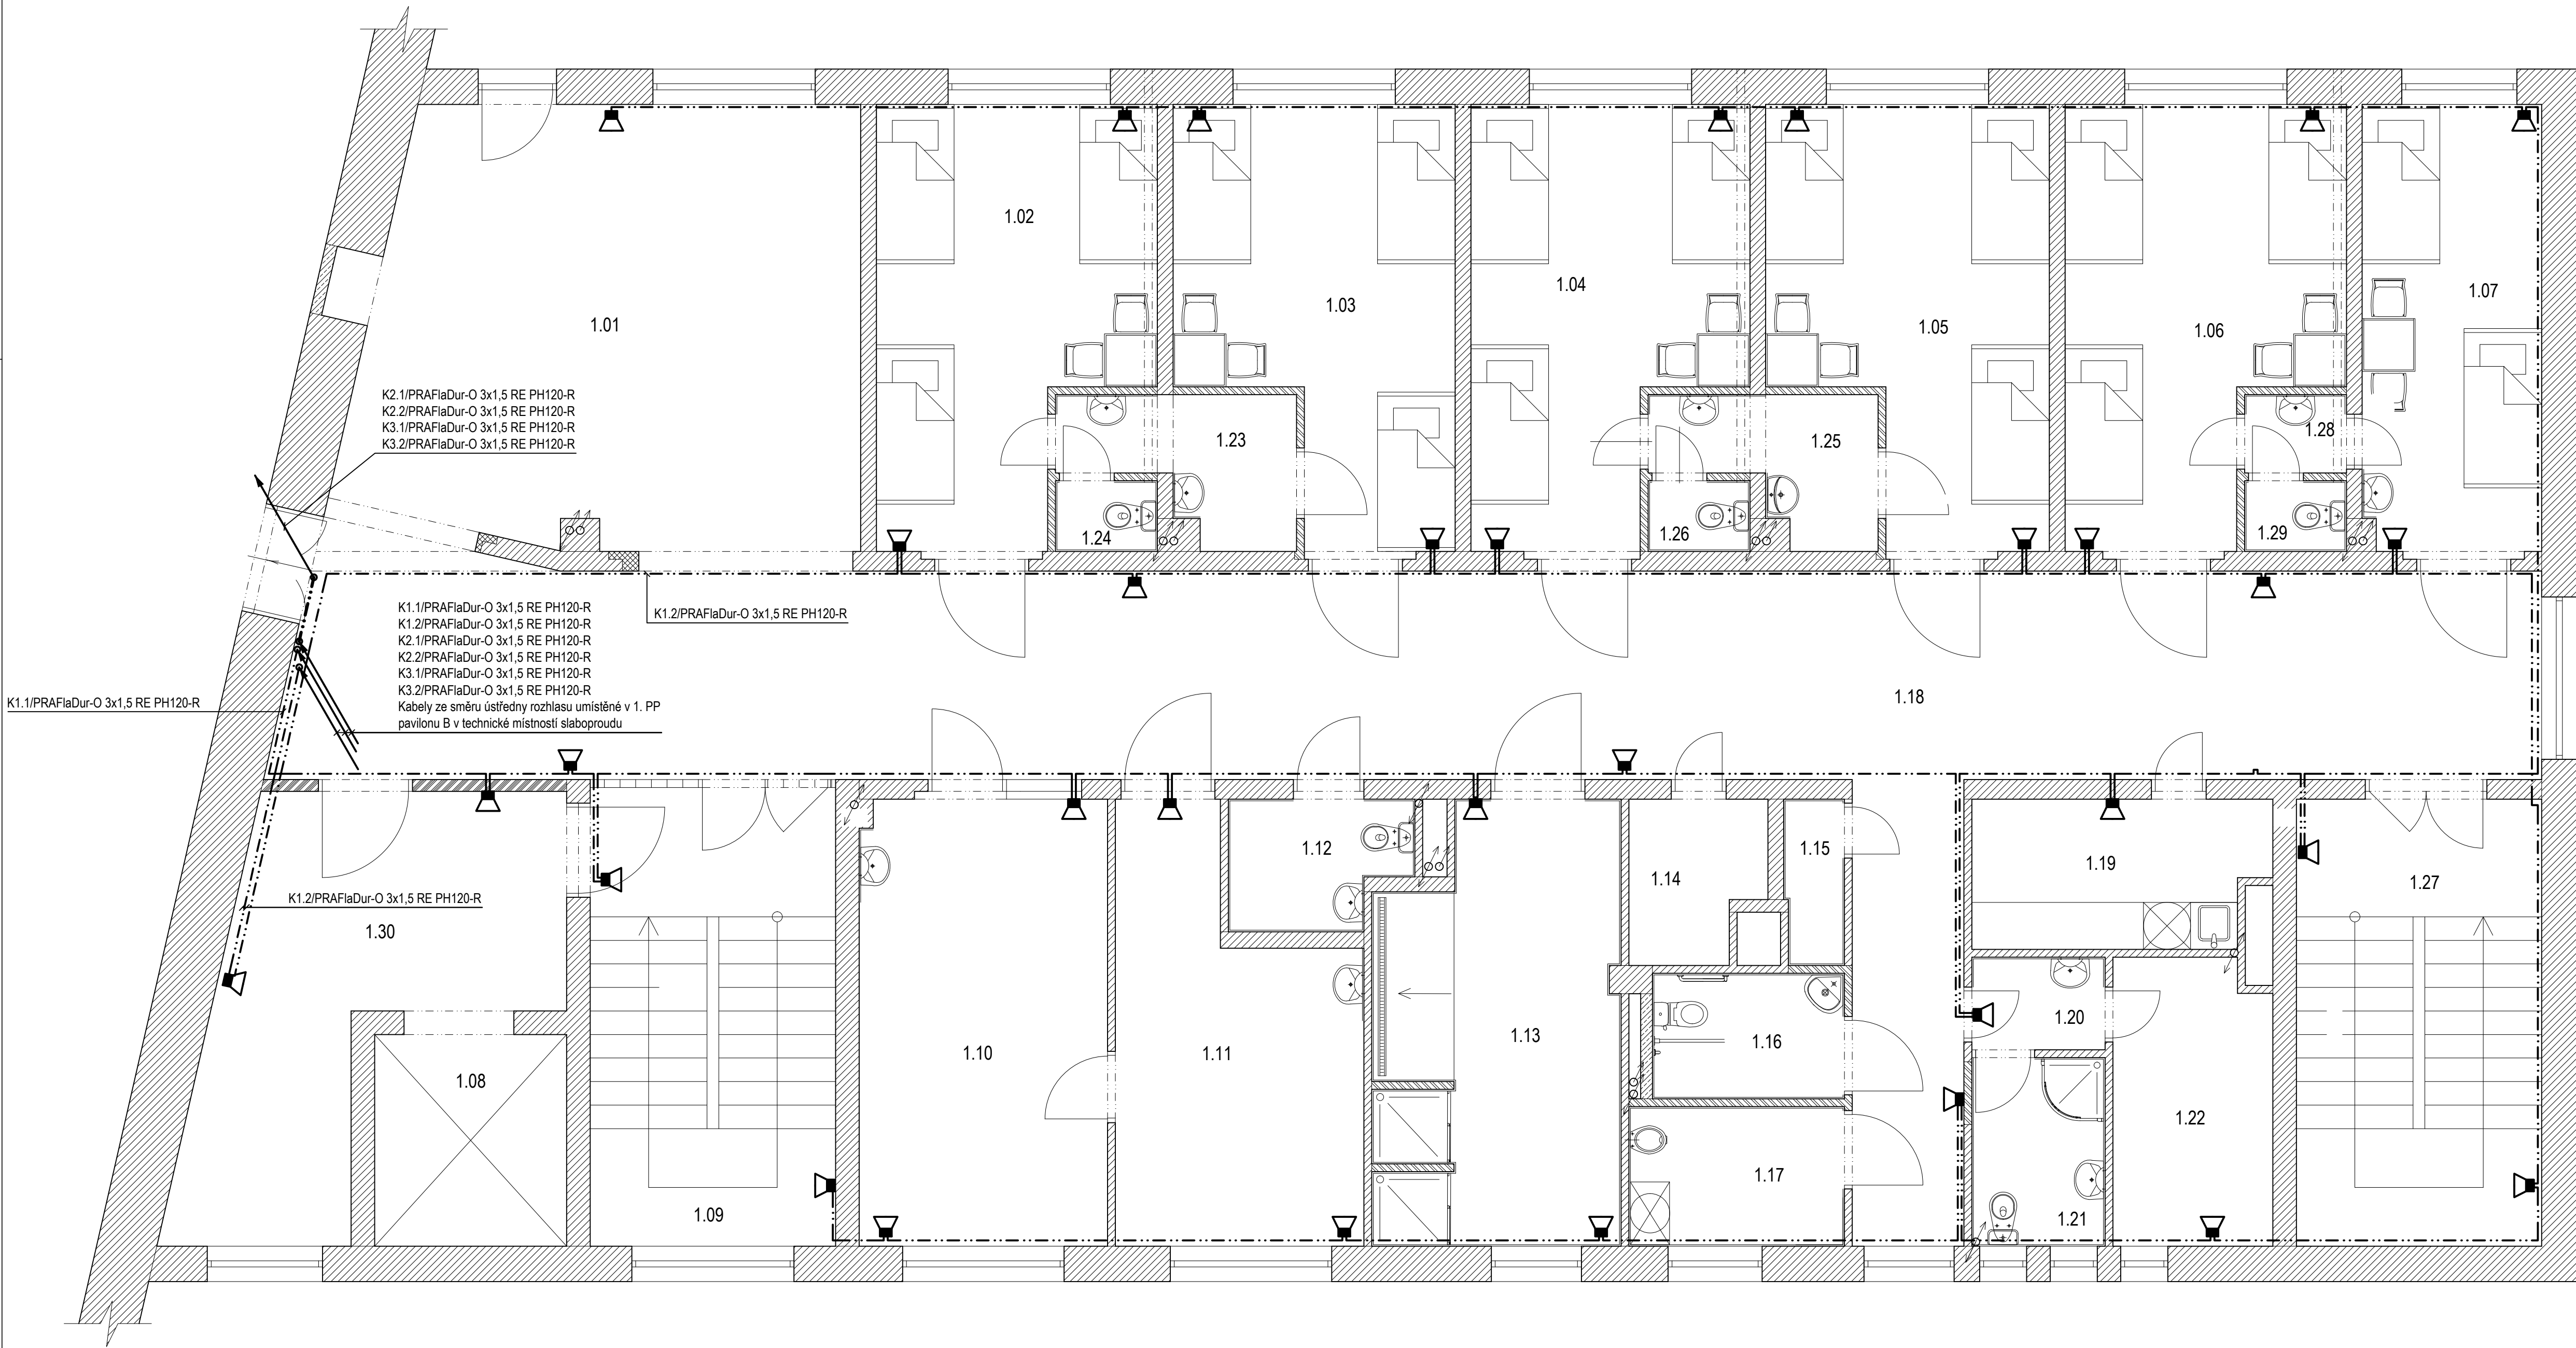 1.01
1.02
1.03
1.04
1.05
1.06
1.07
K2.1/PRAFlaDur-O 3x1,5 RE PH120-R
K2.2/PRAFlaDur-O 3x1,5 RE PH120-R
K3.1/PRAFlaDur-O 3x1,5 RE PH120-R
K3.2/PRAFlaDur-O 3x1,5 RE PH120-R
1.23
1.24
1.25
1.26
1.28
1.29
K1.1/PRAFlaDur-O 3x1,5 RE PH120-R
K1.2/PRAFlaDur-O 3x1,5 RE PH120-R
K2.1/PRAFlaDur-O 3x1,5 RE PH120-R
K2.2/PRAFlaDur-O 3x1,5 RE PH120-R
K3.1/PRAFlaDur-O 3x1,5 RE PH120-R
K3.2/PRAFlaDur-O 3x1,5 RE PH120-R
Kabely ze směru ústředny rozhlasu umístěné v 1. PP
pavilonu B v technické místností slaboproudu
K1.2/PRAFlaDur-O 3x1,5 RE PH120-R
K1.1/PRAFlaDur-O 3x1,5 RE PH120-R
1.18
K1.2/PRAFlaDur-O 3x1,5 RE PH120-R
1.30
1.08
1.09
1.10
1.11
1.12
1.13
1.14
1.15
1.16
1.17
1.19
1.20
1.21
1.22
1.27